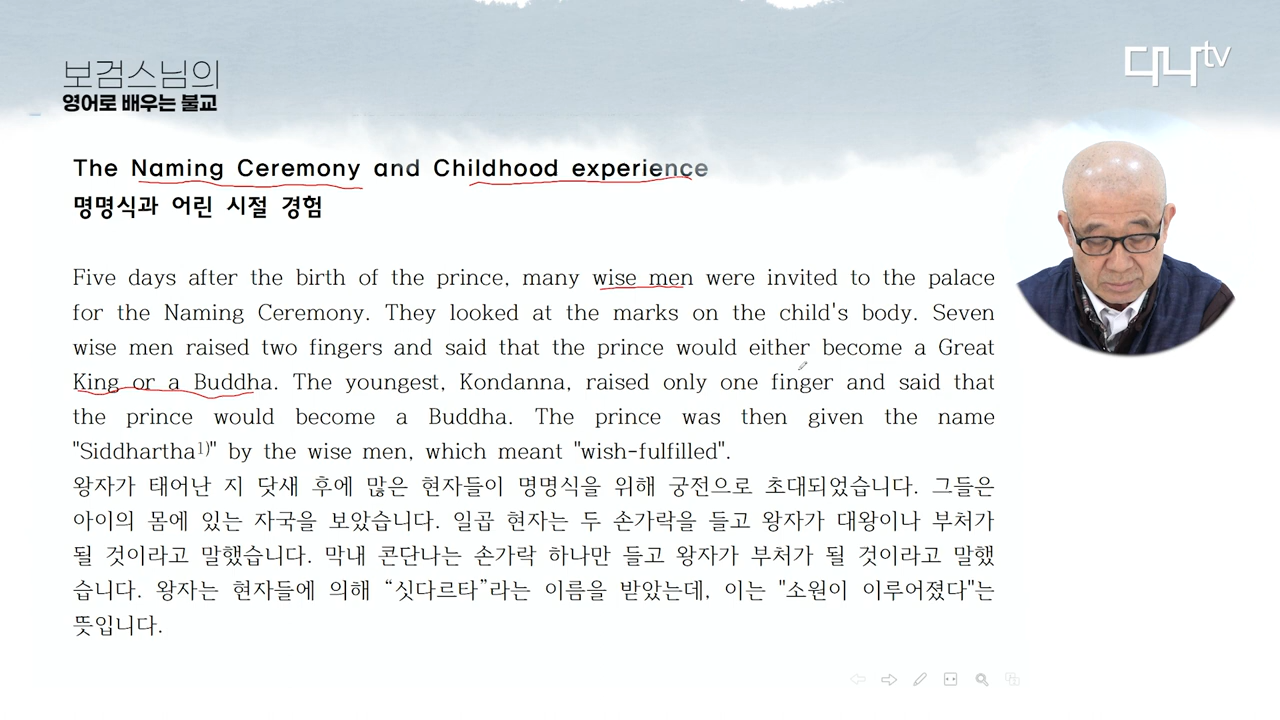 보검스님의
영어로 배우는 불교
디나tv
The Naming Ceremony and Childhood experience
명명식과 어린 시절 경험
Five days after the birth of the prince, many wise men were invited to the palace
for the Naming Ceremony. They looked at the marks on the child's body. Seven
wise men raised two fingers and said that the prince would either become a Great
King or a Buddha. The youngest, Kondanna, raised only one finger and said that
the prince would become a Buddha. The prince was then given the name
"Siddhartha1)" by the wise men, which meant "wish-fulfilled".
왕자가 태어난 지 닷새 후에 많은 현자들이 명명식을 위해 궁전으로 초대되었습니다. 그들은
아이의 몸에 있는 자국을 보았습니다. 일곱 현자는 두 손가락을 들고 왕자가 대왕이나 부처가
될 것이라고 말했습니다. 막내 콘단나는 손가락 하나만 들고 왕자가 부처가 될 것이라고 말했
습니다. 왕자는 현자들에 의해 “싯다르타”라는 이름을 받았는데, 이는 "소원이 이루어졌다"는
뜻입니다.